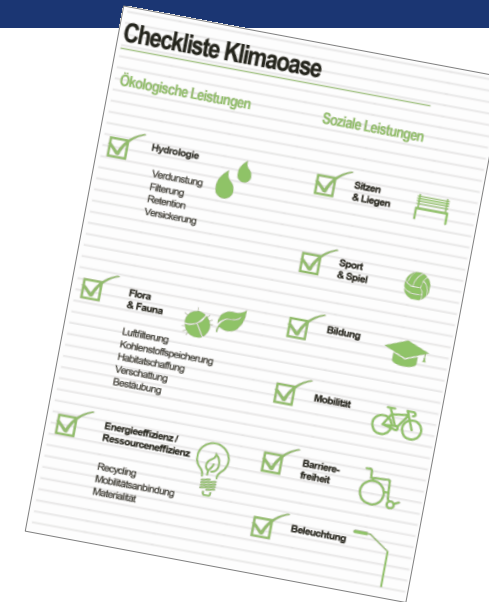 Checkliste Klimaoase
Ökologische Leistungen
Hydrologie
Verdunstung
Filterung
Retention
Versickerung
Flora
& Fauna
Luftfilterung
Kohlenstoffspeicherung
Habitatschaffung
Verschattung
Bestäubung
Energieeffizienz /
Ressourceneffizienz
Recycling
Mobilitätsanbindung
Materialität
Soziale Leistungen
Sitzen
& Liegen
Sport
& Spiel
Bildung
Mobilität
Barriere-
freiheit
Beleuchtung